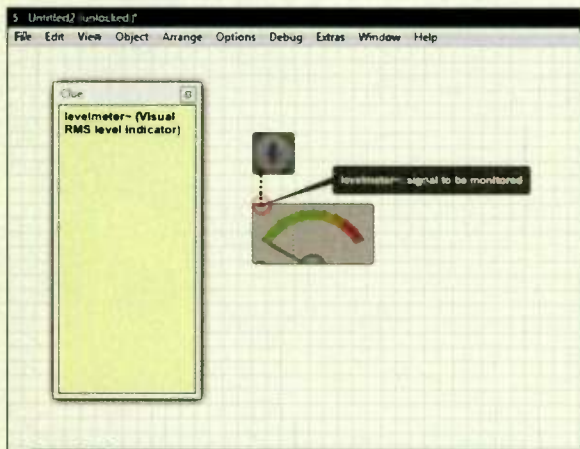 5 Untitled2 (unlocked)*
File Edit View Object Arrange Options Debug Extras Window Help
Clue
levelmeter~ (Visual
RMS level indicator)
levelmeter~: signal to be monitored